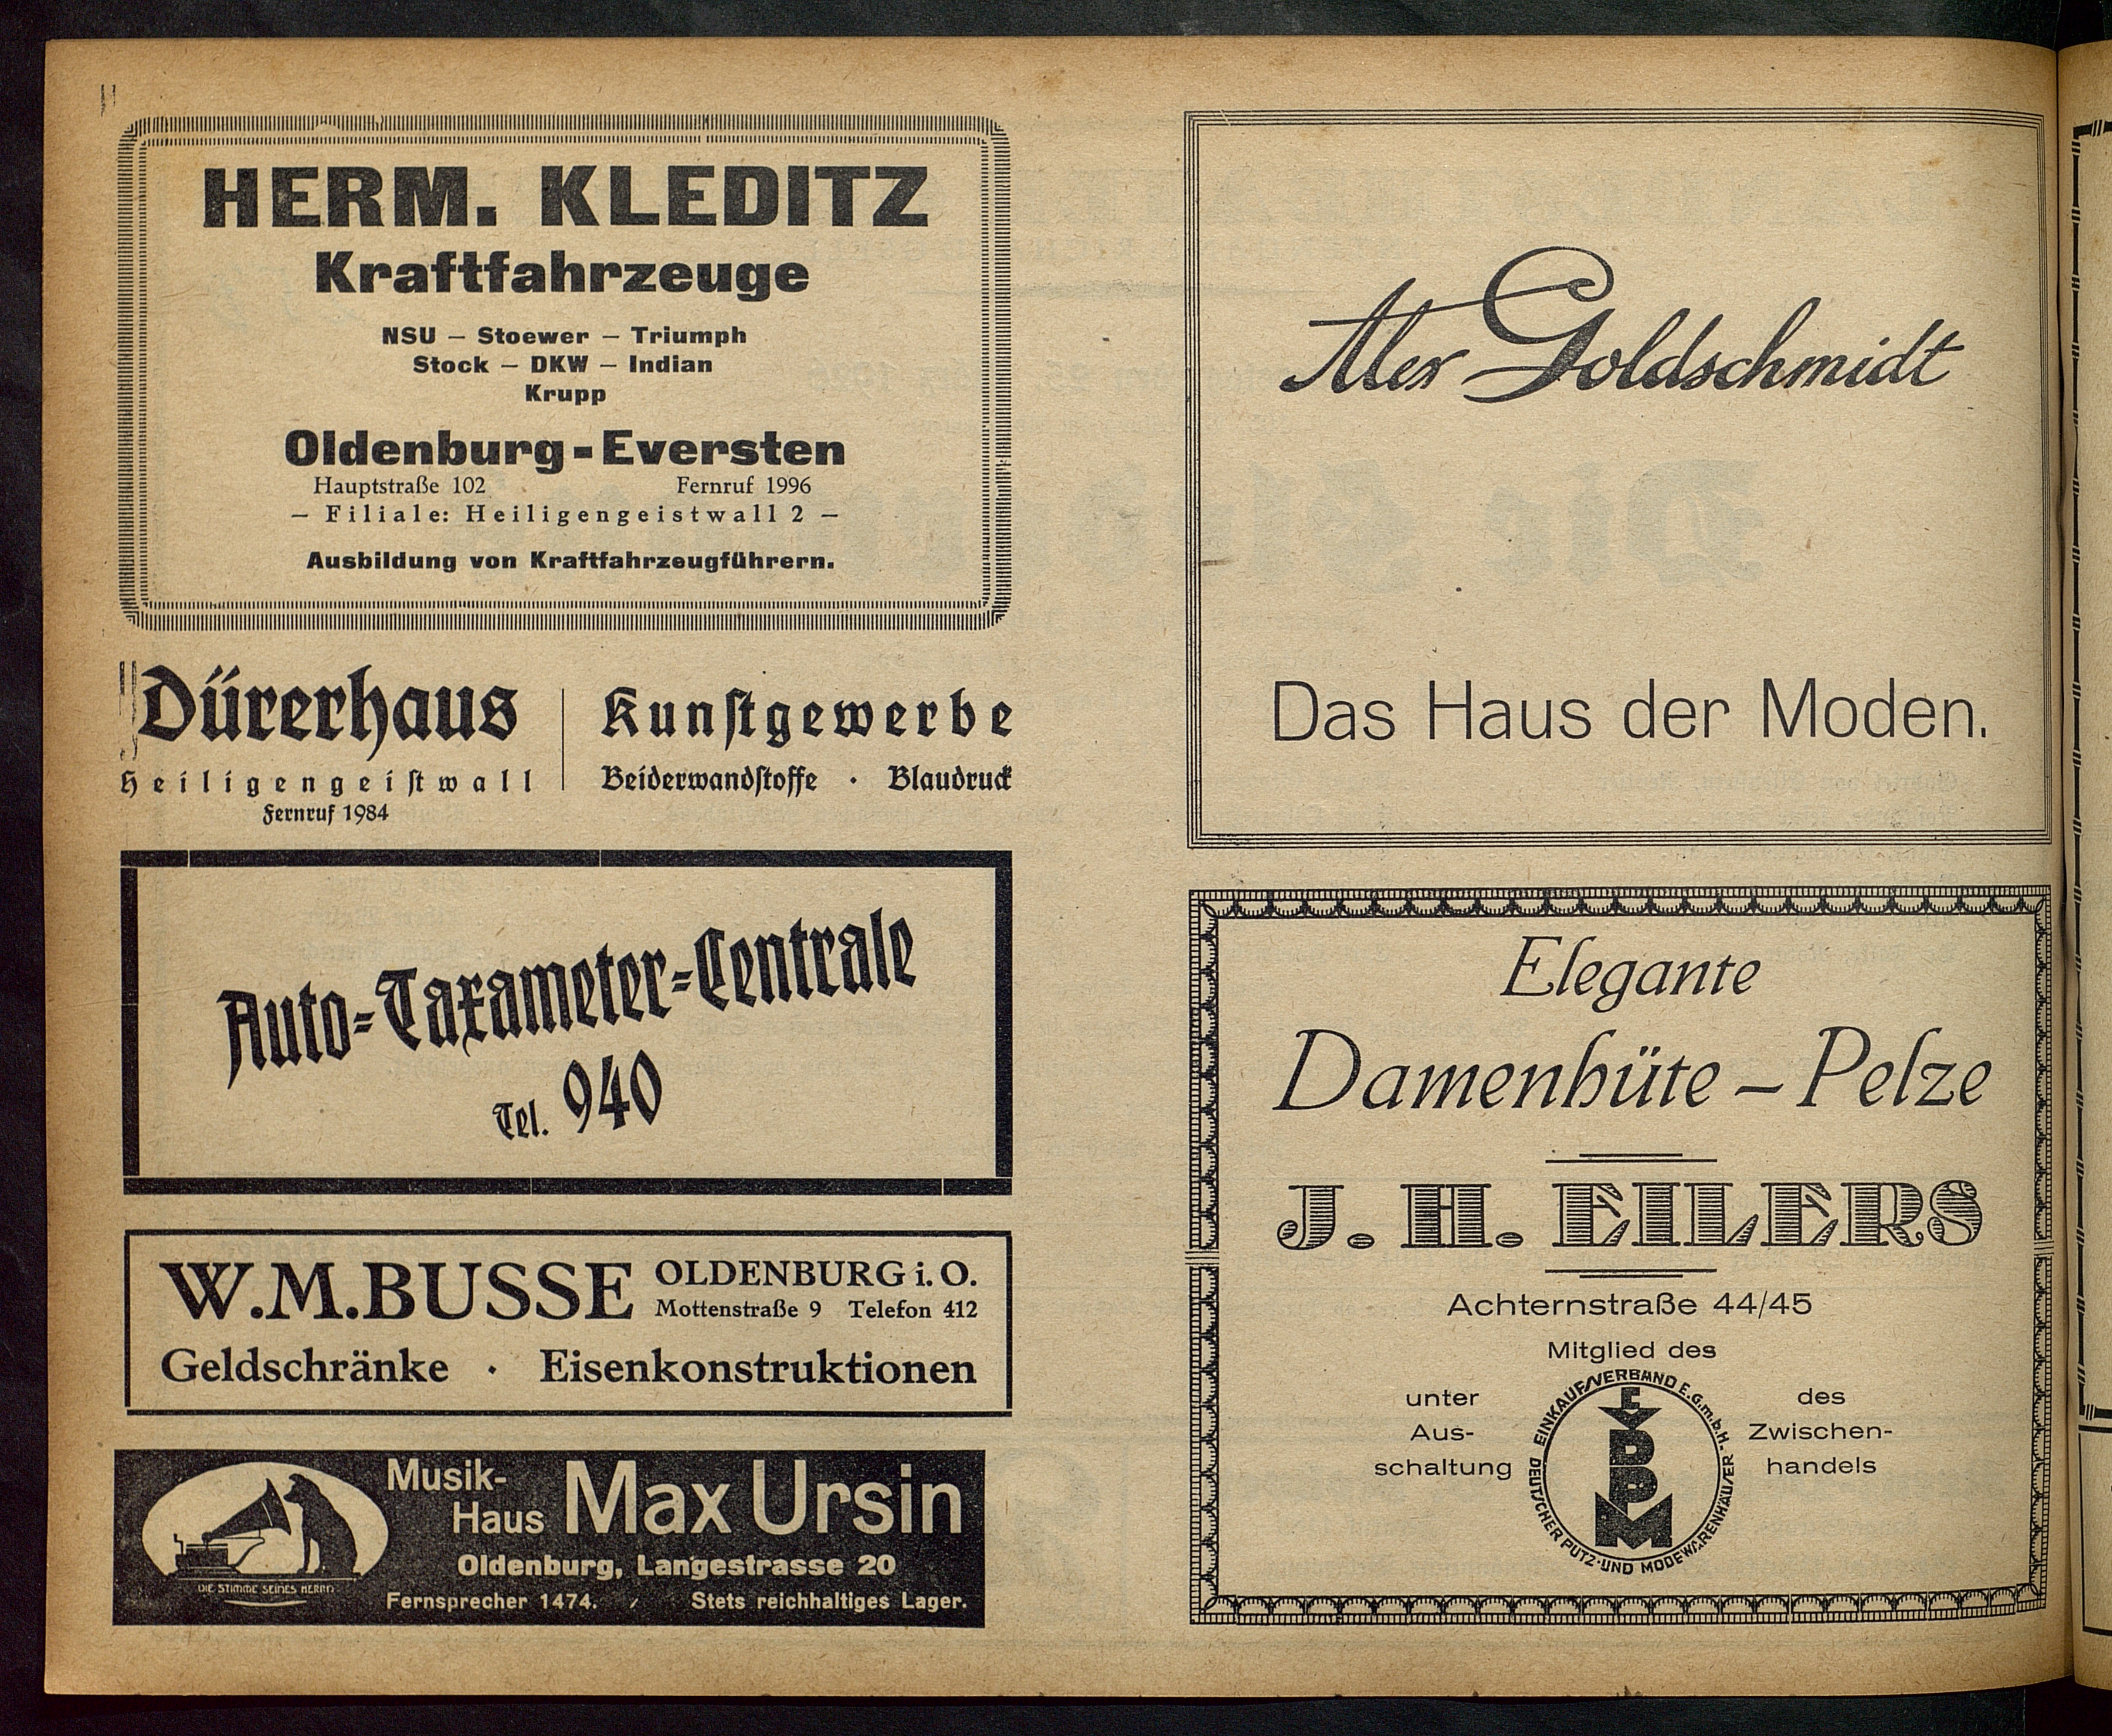 HERM. KLEDITZ
Kraftfahrzeuge
NSU — Stoewer — Triumph
Stock — DKW — Indian
Krupp
Oldenburg-Eversten
Hauptstraße 102 Fernruf 1996
— Filiale: Heiligengeistwall 2 —
Ausbildung von Kraftfahrzeugführern.
Dürerhaus
Heiligengeistwall
Fernruf 1984
Kunstgewerbe
Beiderwandstoffe · Blaudruck
Auto-Taxameter-Centrale
Tel. 940
W.M.BUSSE OLDENBURG i. O.
Mottenstraße 9 Telefon 412
Geldschränke · Eisenkonstruktionen
Musik-
Haus Max Ursin
Oldenburg, Langestrasse 20
Fernsprecher 1474. Stets reichhaltiges Lager.
DIE STIMME SEINES HERRN
Alex Goldschmidt
Das Haus der Moden.
Elegante
Damenhüte — Pelze
J. H. EILERS
Achternstraße 44/45
Mitglied des
unter
Aus-
schaltung
EINKAUFSVERBAND E.G.m.b.H.
DEUTSCHER PUTZ- UND MODEWARENHÄUSER
EVDPM
des
Zwischen-
handels